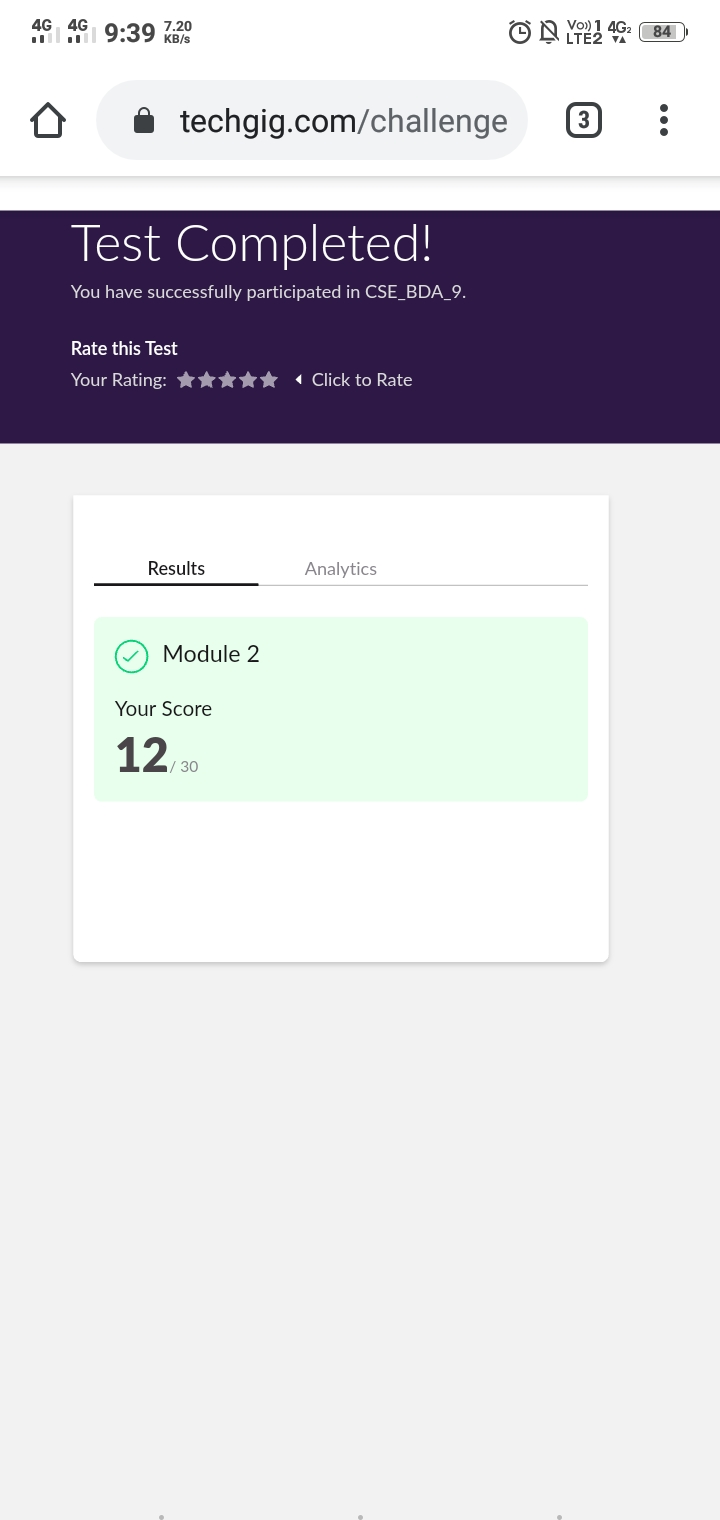 4G 4G 9:39 7.20 KB/s Vo)) 1 LTE2 4G2 84
techgig.com/challenge 3
Test Completed!
You have successfully participated in CSE_BDA_9.
Rate this Test
Your Rating: Click to Rate
Results Analytics
Module 2
Your Score
12 / 30